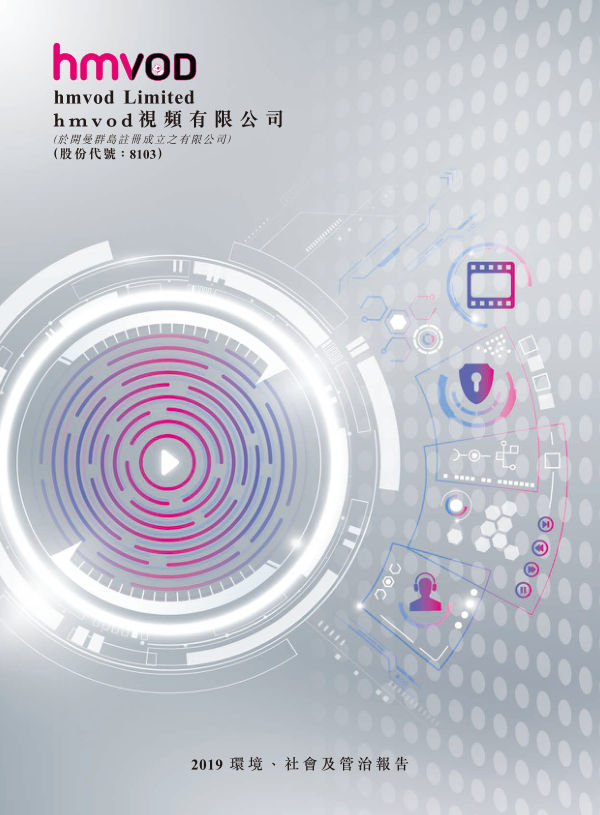 hmvod
hmvod Limited
hmvod視頻有限公司
(於開曼群島註冊成立之有限公司)
(股份代號：8103)
2019 環境、社會及管治報告